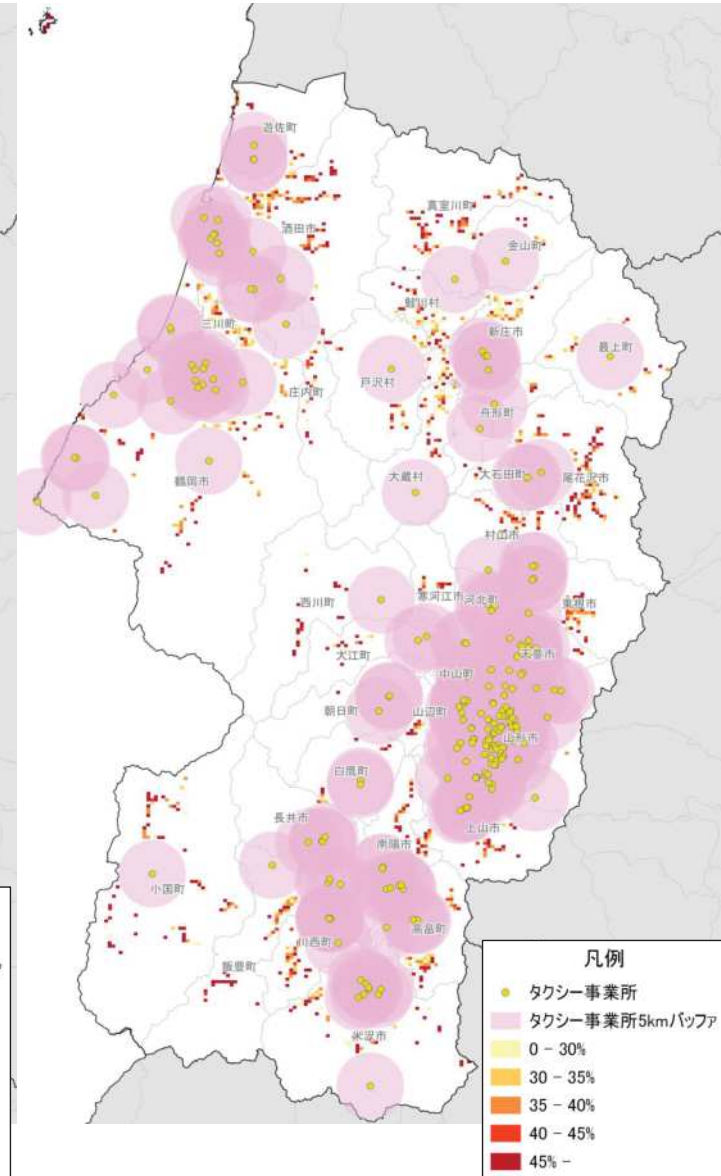 遊佐町
酒田市
真室川町
金山町
三川町
鮭川村
新庄市
最上町
戸沢村
庄内町
舟形町
鶴岡市
大蔵村
大石田町
尾花沢市
村山市
西川町
寒河江市
河北町
東根市
大江町
天童市
中山町
朝日町
山辺町
山形市
白鷹町
長井市
上山市
南陽市
小国町
高畠町
川西町
飯豊町
米沢市
凡例
タクシー事業所
タクシー事業所5kmバッファ
0 - 30%
30 - 35%
35 - 40%
40 - 45%
45% -